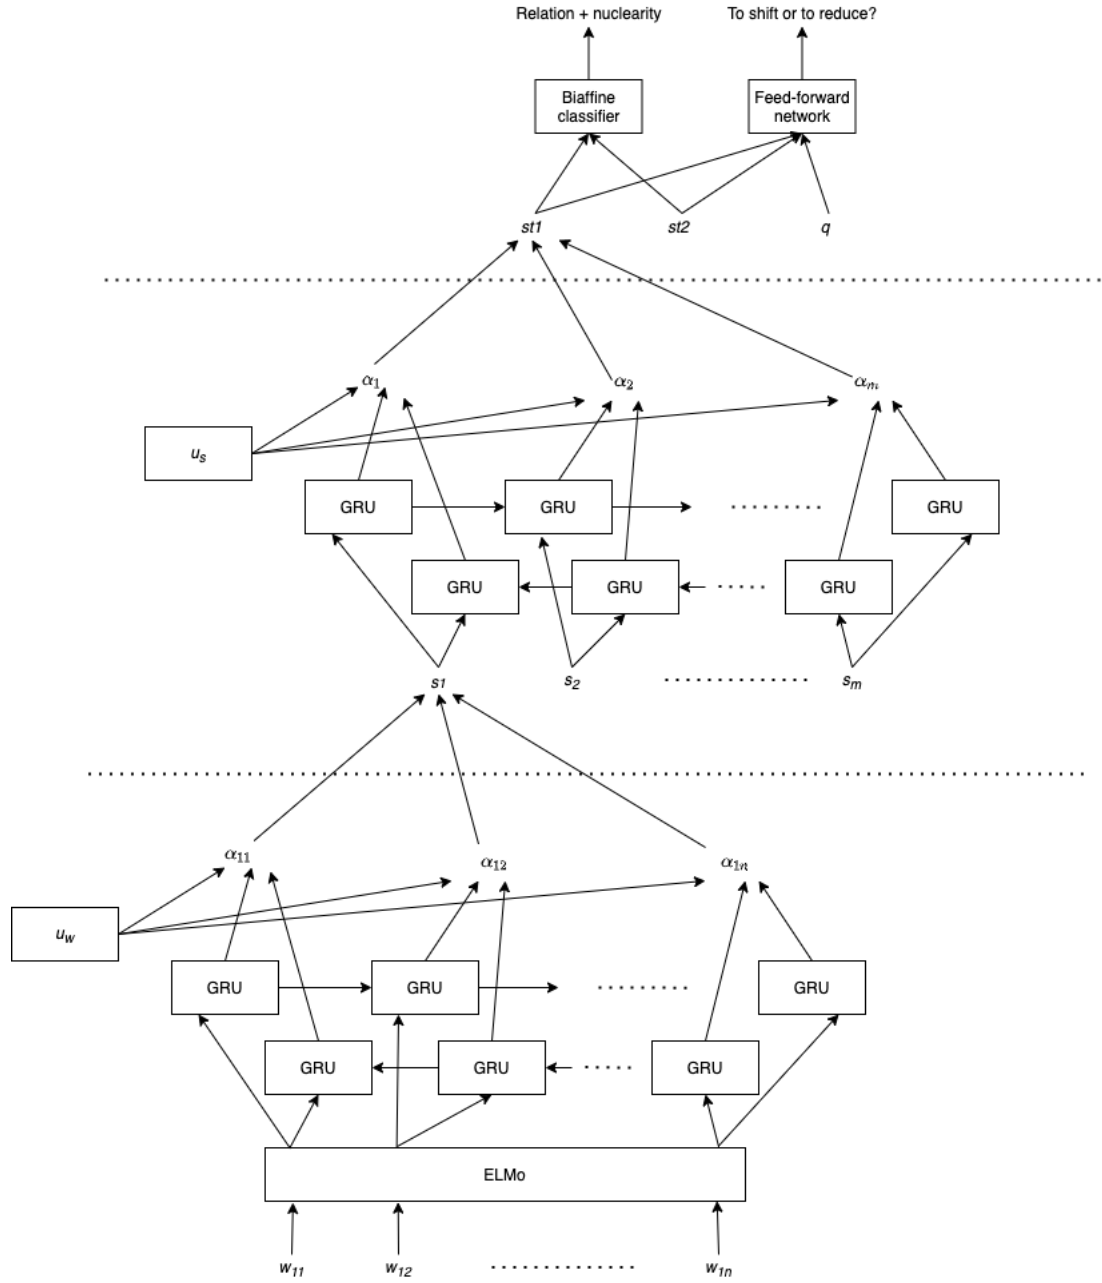 Relation + nuclearity To shift or to reduce?
Biaffine classifier Feed-forward network
st1 st2 q
α1 α2 αm
us
GRU GRU GRU
GRU GRU GRU
s1 s2 sm
α11 α12 α1n
uw
GRU GRU GRU
GRU GRU GRU
ELMo
w11 w12 w1n